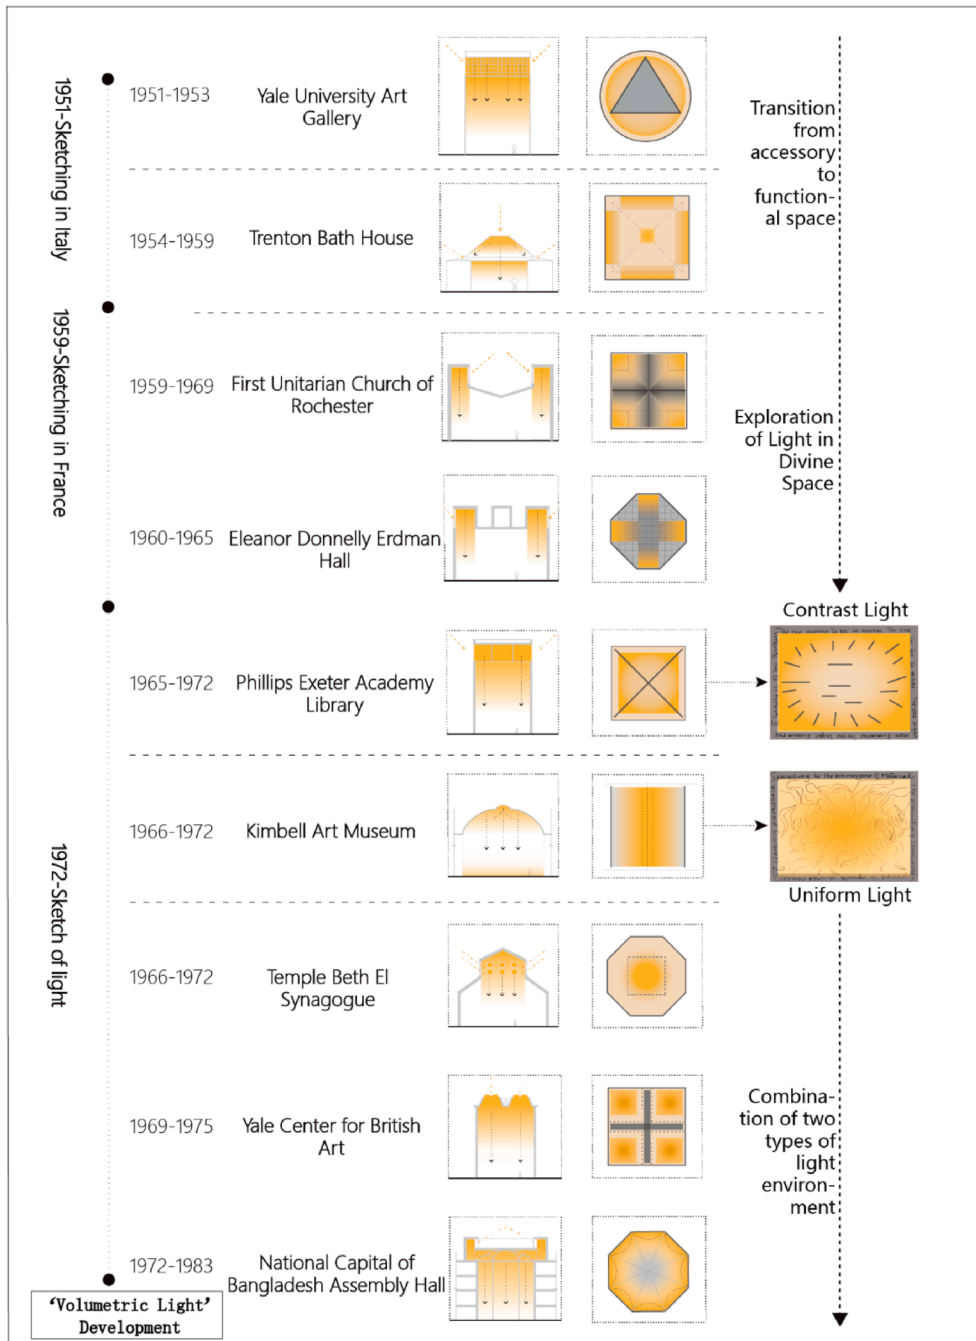 1951-Sketching in Italy
1951-1953
Yale University Art
Gallery
Transition
from
accessory
to
function-
al space
1954-1959
Trenton Bath House
1959-Sketching in France
1959-1969
First Unitarian Church of
Rochester
Exploration
of Light in
Divine
Space
1960-1965
Eleanor Donnelly Erdman
Hall
Contrast Light
1965-1972
Phillips Exeter Academy
Library
1966-1972
Kimbell Art Museum
Uniform Light
1972-Sketch of light
1966-1972
Temple Beth El
Synagogue
1969-1975
Yale Center for British
Art
Combina-
tion of two
types of
light
environ-
ment
1972-1983
National Capital of
Bangladesh Assembly Hall
‘Volumetric Light’
Development